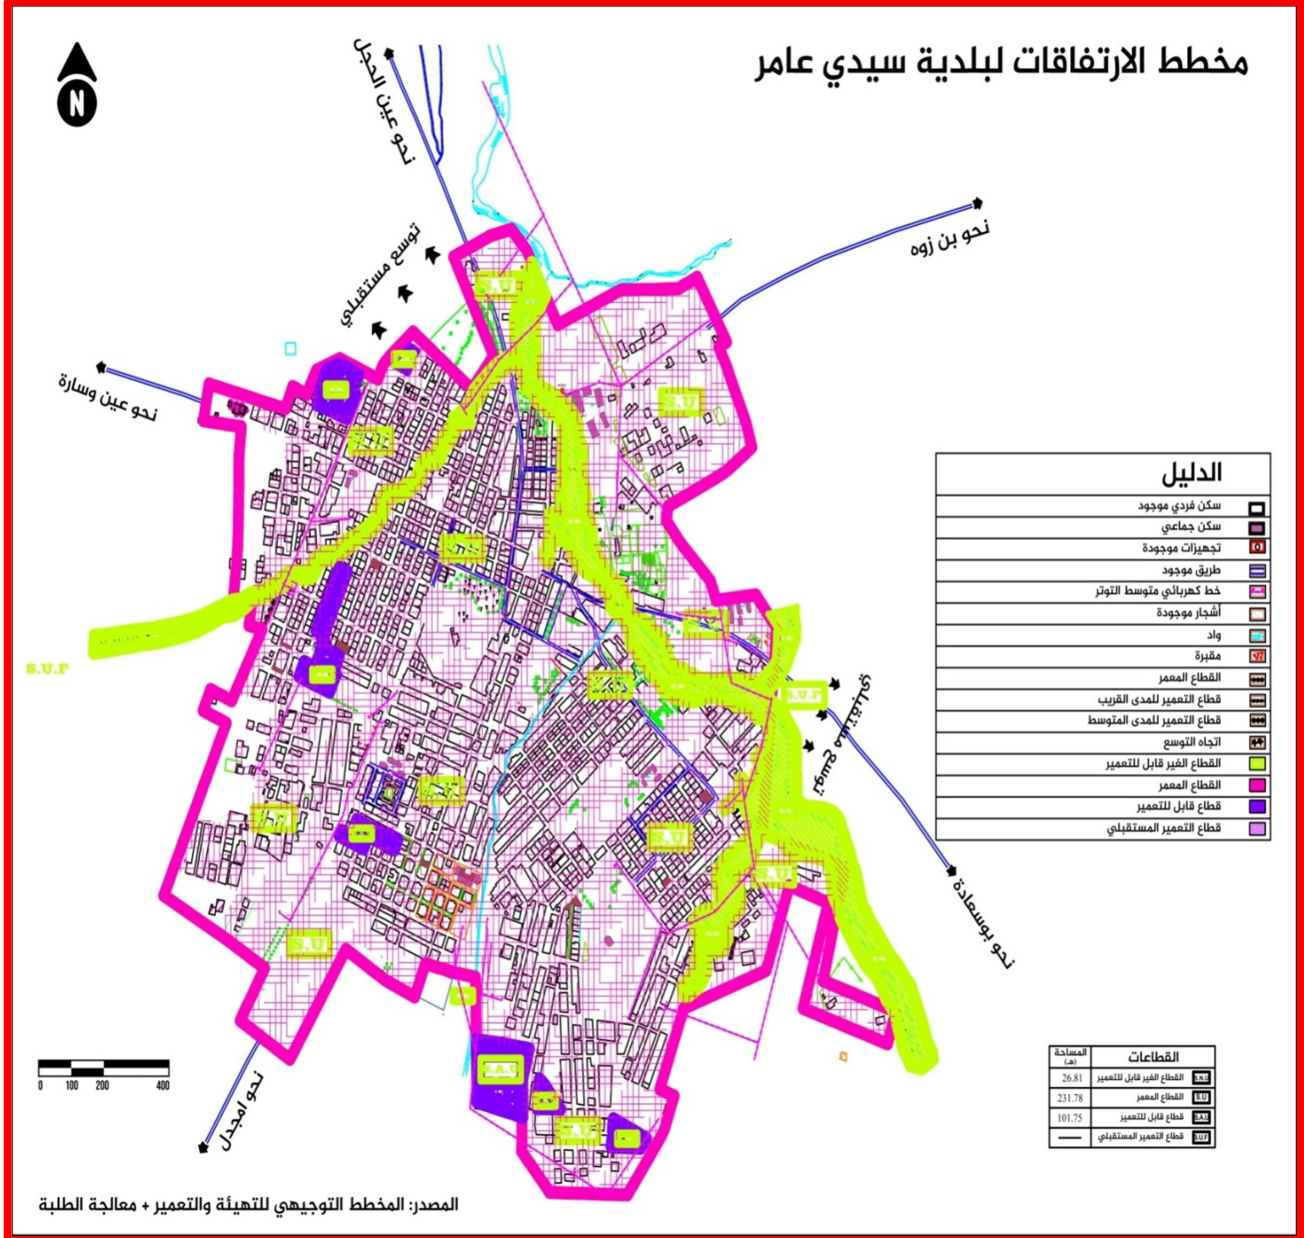 مخطط الارتفاقات لبلدية سيدي عامر
N
نحو عين الحجل
توسع مستقبلي
نحو بن زوه
نحو عين وسارة
S.U
S.U
S.U.F
S.U.F
توسع مستقبلي
S.U
S.U
S.U
نحو بوسعادة
نحو امجدل
S.A.U
S.U
0 100 200 400
الدليل
سكن فردي موجود
سكن جماعي
تجهيزات موجودة
طريق موجود
خط كهربائي متوسط التوتر
أشجار موجودة
واد
مقبرة
القطاع المعمر
قطاع التعمير للمدى القريب
قطاع التعمير للمدى المتوسط
اتجاه التوسع
القطاع الغير قابل للتعمير
القطاع المعمر
قطاع قابل للتعمير
قطاع التعمير المستقبلي
القطاعات المساحة (هـ)
S.N.U القطاع الغير قابل للتعمير 26.81
S.U القطاع المعمر 231.78
S.A.U قطاع قابل للتعمير 101.75
S.U.F قطاع التعمير المستقبلي —
المصدر: المخطط التوجيهي للتهيئة والتعمير + معالجة الطلبة